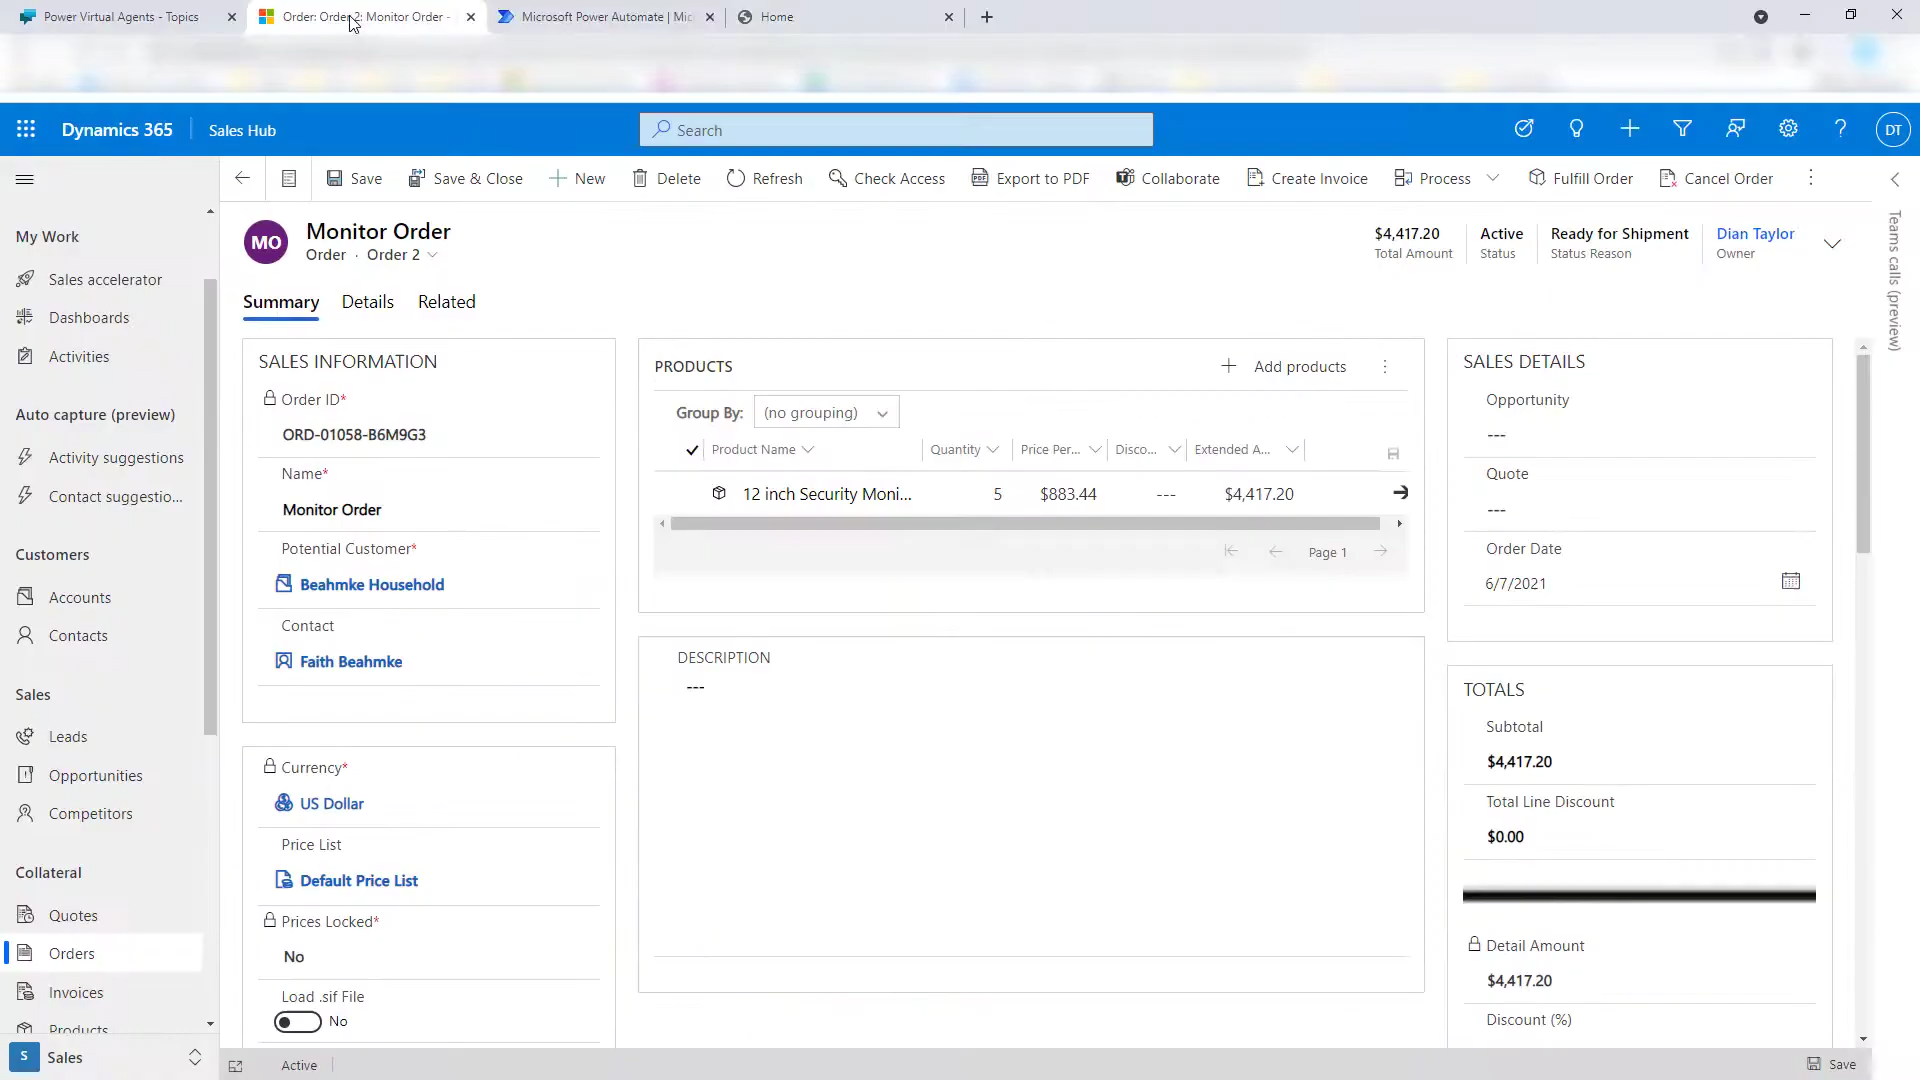 Power Virtual Agents - Topics
Order: Order 2: Monitor Order -
Microsoft Power Automate | Mic
Home
Dynamics 365
Sales Hub
Search
DT
Save
Save & Close
New
Delete
Refresh
Check Access
Export to PDF
Collaborate
Create Invoice
Process
Fulfill Order
Cancel Order
Teams calls (preview)
My Work
Sales accelerator
Dashboards
Activities
Auto capture (preview)
Activity suggestions
Contact suggestio...
Customers
Accounts
Contacts
Sales
Leads
Opportunities
Competitors
Collateral
Quotes
Orders
Invoices
Products
S
Sales
MO
Monitor Order
Order · Order 2
$4,417.20
Total Amount
Active
Status
Ready for Shipment
Status Reason
Dian Taylor
Owner
Summary
Details
Related
SALES INFORMATION
Order ID*
ORD-01058-B6M9G3
Name*
Monitor Order
Potential Customer*
Beahmke Household
Contact
Faith Beahmke
Currency*
US Dollar
Price List
Default Price List
Prices Locked*
No
Load .sif File
No
PRODUCTS
Add products
Group By:
(no grouping)
Product Name
Quantity
Price Per...
Disco...
Extended A...
12 inch Security Moni...
5
$883.44
---
$4,417.20
Page 1
DESCRIPTION
---
SALES DETAILS
Opportunity
---
Quote
---
Order Date
6/7/2021
TOTALS
Subtotal
$4,417.20
Total Line Discount
$0.00
Detail Amount
$4,417.20
Discount (%)
Active
Save